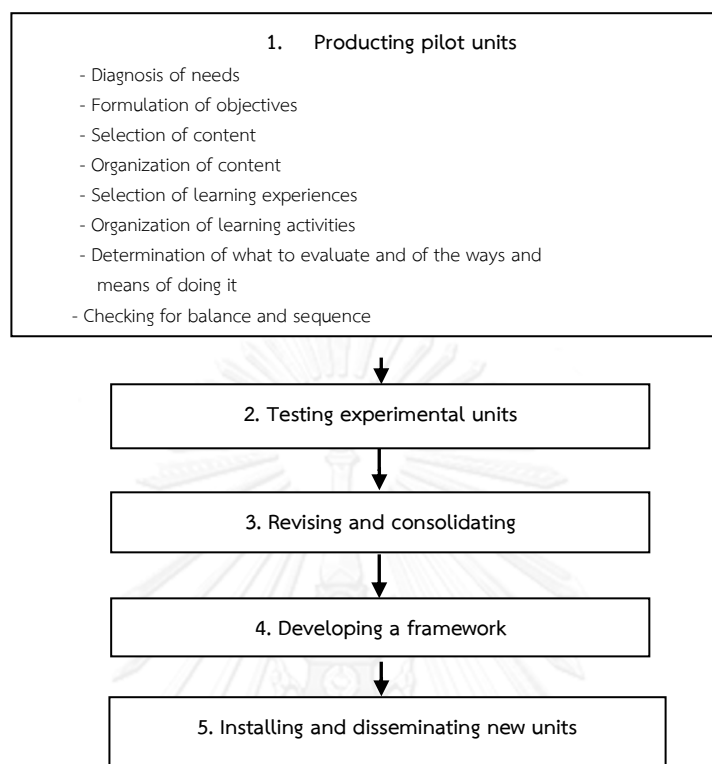 1. Producting pilot units
- Diagnosis of needs
- Formulation of objectives
- Selection of content
- Organization of content
- Selection of learning experiences
- Organization of learning activities
- Determination of what to evaluate and of the ways and
means of doing it
- Checking for balance and sequence
2. Testing experimental units
3. Revising and consolidating
4. Developing a framework
5. Installing and disseminating new units